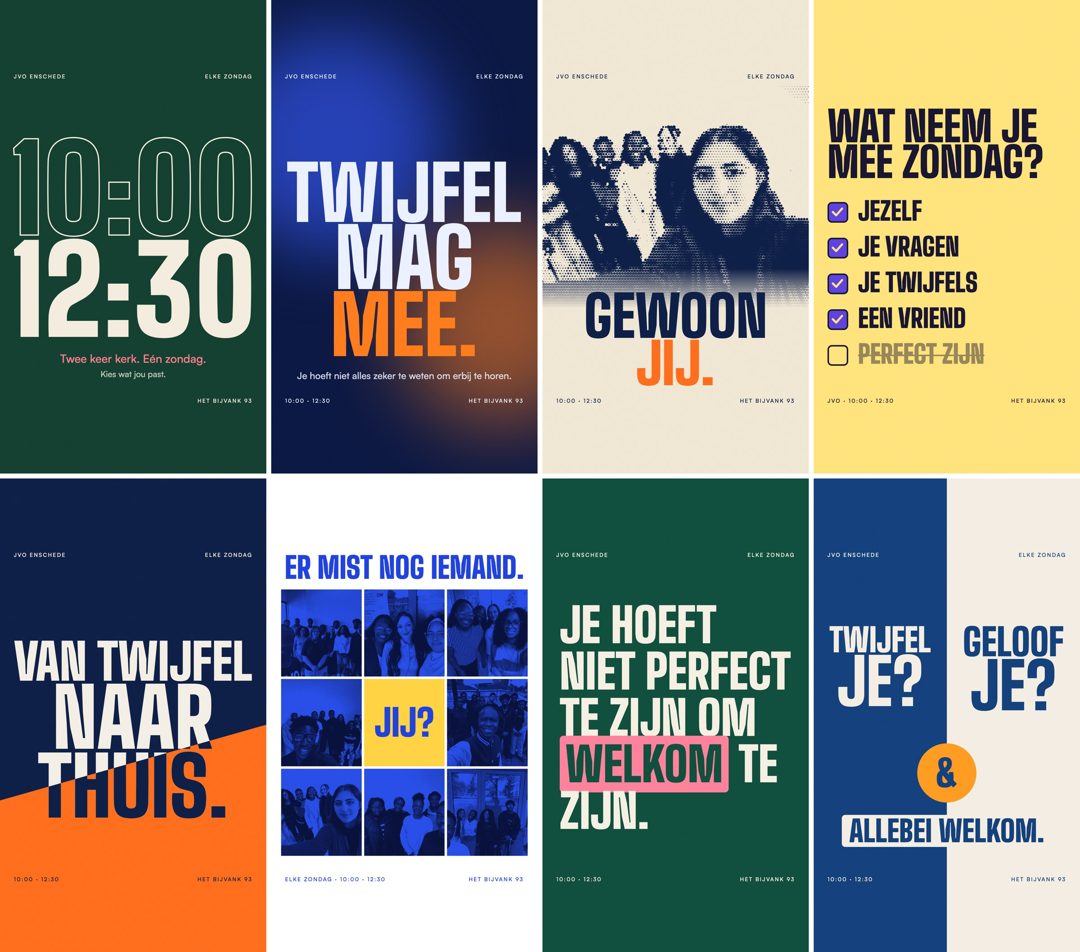 JVO ENSCHEDE
ELKE ZONDAG
10:00
12:30
Twee keer kerk. Eén zondag.
Kies wat jou past.
HET BIJVANK 93
JVO ENSCHEDE
ELKE ZONDAG
TWIJFEL
MAG
MEE.
Je hoeft niet alles zeker te weten om erbij te horen.
10:00 · 12:30
HET BIJVANK 93
JVO ENSCHEDE
ELKE ZONDAG
GEWOON
JIJ.
10:00 · 12:30
HET BIJVANK 93
WAT NEEM JE
MEE ZONDAG?
JEZELF
JE VRAGEN
JE TWIJFELS
EEN VRIEND
PERFECT ZIJN
JVO · 10:00 · 12:30
HET BIJVANK 93
JVO ENSCHEDE
ELKE ZONDAG
VAN TWIJFEL
NAAR
THUIS.
10:00 · 12:30
HET BIJVANK 93
ER MIST NOG IEMAND.
JIJ?
ELKE ZONDAG · 10:00 · 12:30
HET BIJVANK 93
JVO ENSCHEDE
ELKE ZONDAG
JE HOEFT
NIET PERFECT
TE ZIJN OM
WELKOM TE
ZIJN.
10:00 · 12:30
HET BIJVANK 93
JVO ENSCHEDE
ELKE ZONDAG
TWIJFEL
JE?
GELOOF
JE?
&
ALLEBEI WELKOM.
10:00 · 12:30
HET BIJVANK 93